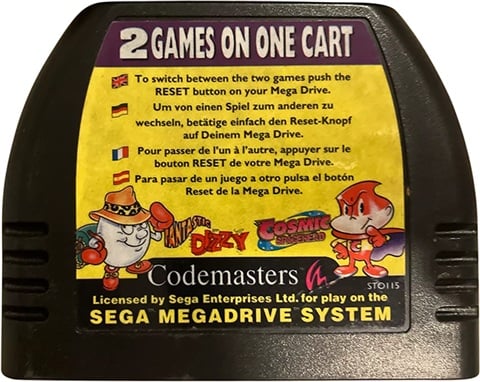 2 GAMES ON ONE CART
To switch between the two games push the
RESET button on your Mega Drive.
Um von einen Spiel zum anderen zu
wechseln, betätige einfach den Reset-Knopf
auf Deinem Mega Drive.
Pour passer de l'un à l'autre, appuyer sur le
bouton RESET de votre Mega Drive.
Para pasar de un juego a otro pulsa el botón
Reset de la Mega Drive.
FANTASTIC
DIZZY
COSMIC
SPACEHEAD
Codemasters
STO115
Licensed by Sega Enterprises Ltd. for play on the
SEGA MEGADRIVE SYSTEM